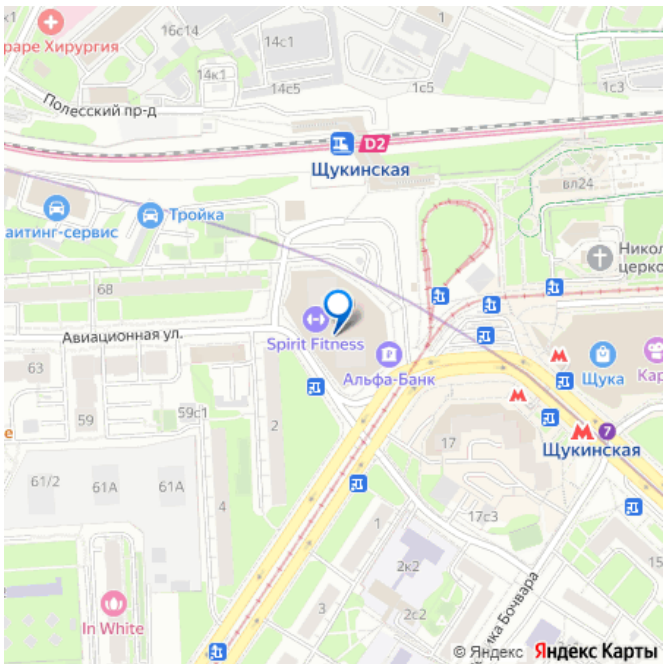 раре Хирургия
16с14
14с1
14к1
14с5
1с5
1с3
Полесский пр-д
D2
Щукинская
вл24
Тройка
айтинг-сервис
Никол
церко
68
Авиационная ул.
Spirit Fitness
Альфа-Банк
Щука
Кар
63
59
59с1
е
2
17
7
Щукинская
61/2
61А
61А
4
17с3
1
2к2
In White
3
2с2
ика Бочвара
© Яндекс Яндекс Карты